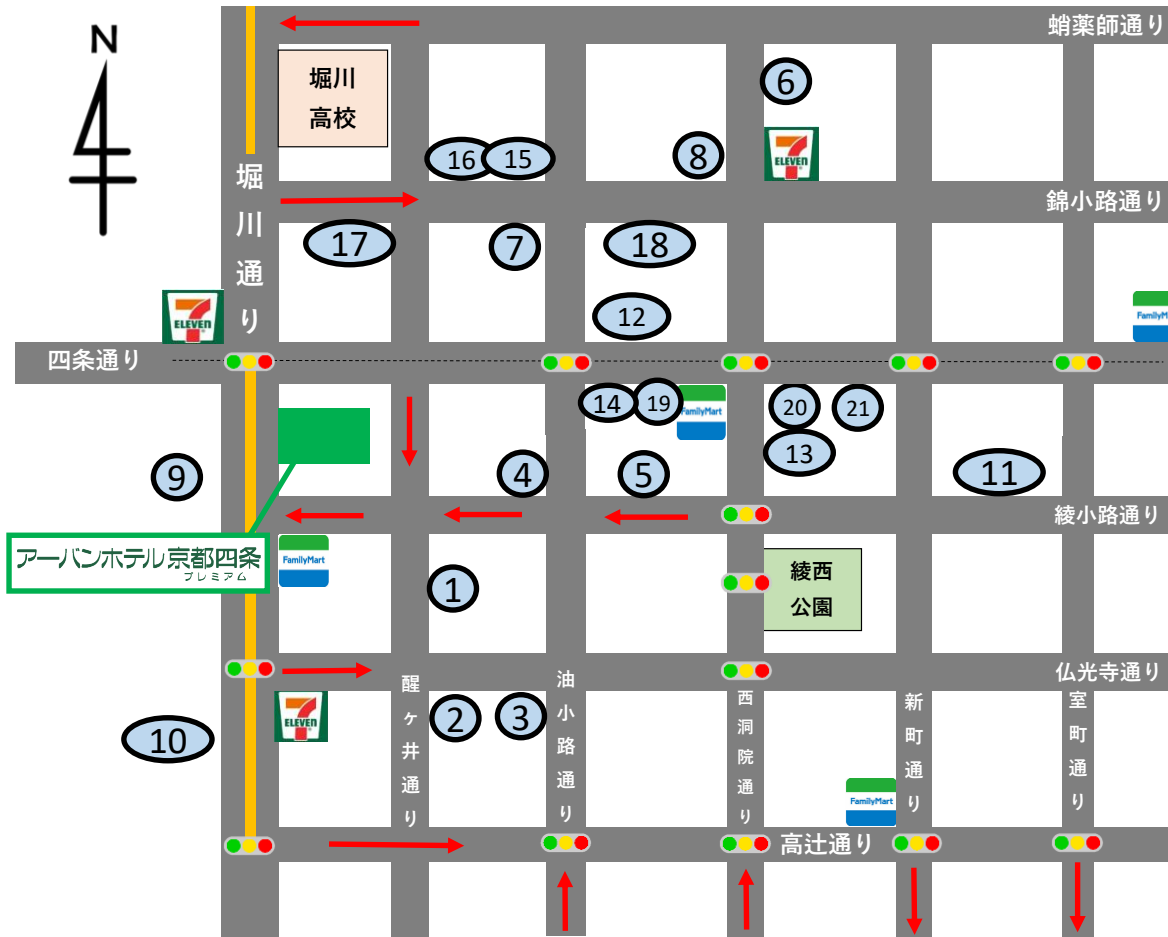 N
蛸薬師通り
堀川
高校
6
ELEVEN
16
15
8
堀川通り
錦小路通り
17
7
18
ELEVEN
12
FamilyMa
四条通り
14
19
FamilyMart
20
21
13
9
4
5
11
綾小路通り
アーバンホテル京都四条
プレミアム
FamilyMart
1
綾西
公園
仏光寺通り
醒ヶ井通り
油小路通り
西洞院通り
新町通り
室町通り
ELEVEN
2
3
10
FamilyMart
高辻通り